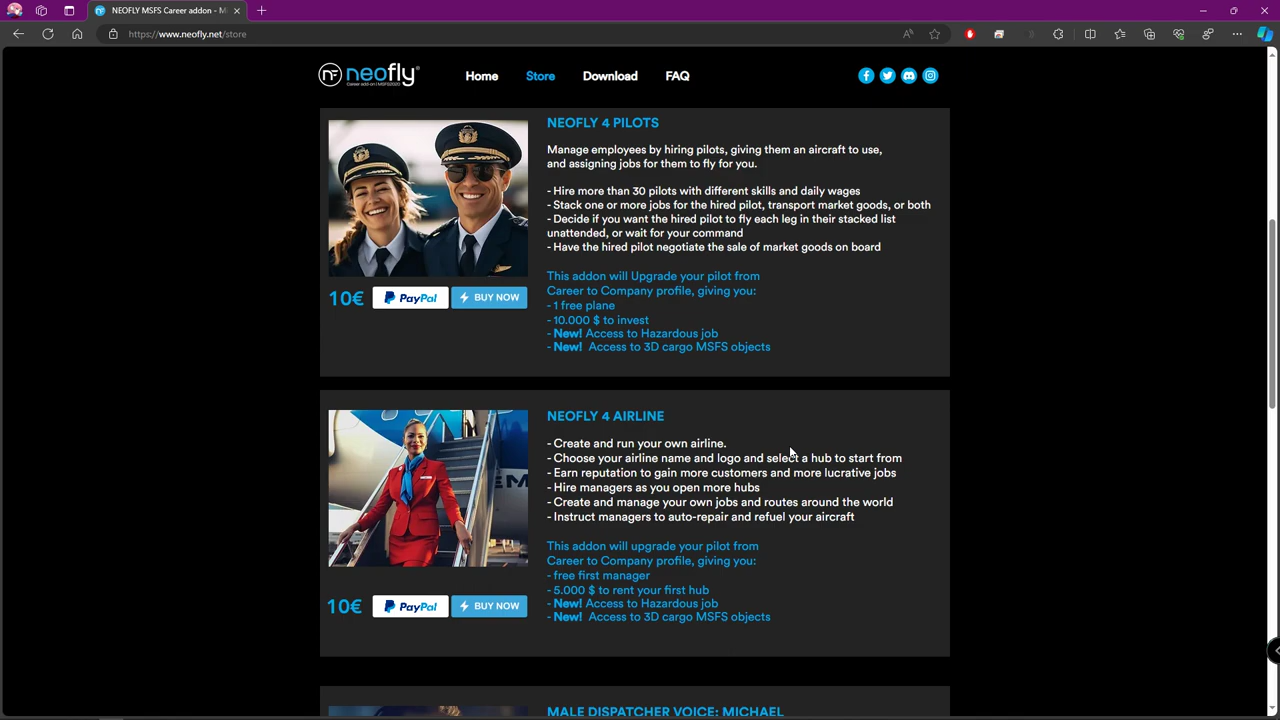 NEOFLY MSFS Career addon - Mi
https://www.neofly.net/store
nf neofly
Career add-on | MSFS2020
Home
Store
Download
FAQ
NEOFLY 4 PILOTS
Manage employees by hiring pilots, giving them an aircraft to use,
and assigning jobs for them to fly for you.
- Hire more than 30 pilots with different skills and daily wages
- Stack one or more jobs for the hired pilot, transport market goods, or both
- Decide if you want the hired pilot to fly each leg in their stacked list
unattended, or wait for your command
- Have the hired pilot negotiate the sale of market goods on board
This addon will Upgrade your pilot from
Career to Company profile, giving you:
- 1 free plane
- 10.000 $ to invest
- New! Access to Hazardous job
- New! Access to 3D cargo MSFS objects
10€
PayPal
BUY NOW
NEOFLY 4 AIRLINE
- Create and run your own airline.
- Choose your airline name and logo and select a hub to start from
- Earn reputation to gain more customers and more lucrative jobs
- Hire managers as you open more hubs
- Create and manage your own jobs and routes around the world
- Instruct managers to auto-repair and refuel your aircraft
This addon will upgrade your pilot from
Career to Company profile, giving you:
- free first manager
- 5.000 $ to rent your first hub
- New! Access to Hazardous job
- New! Access to 3D cargo MSFS objects
10€
PayPal
BUY NOW
MALE DISPATCHER VOICE: MICHAEL